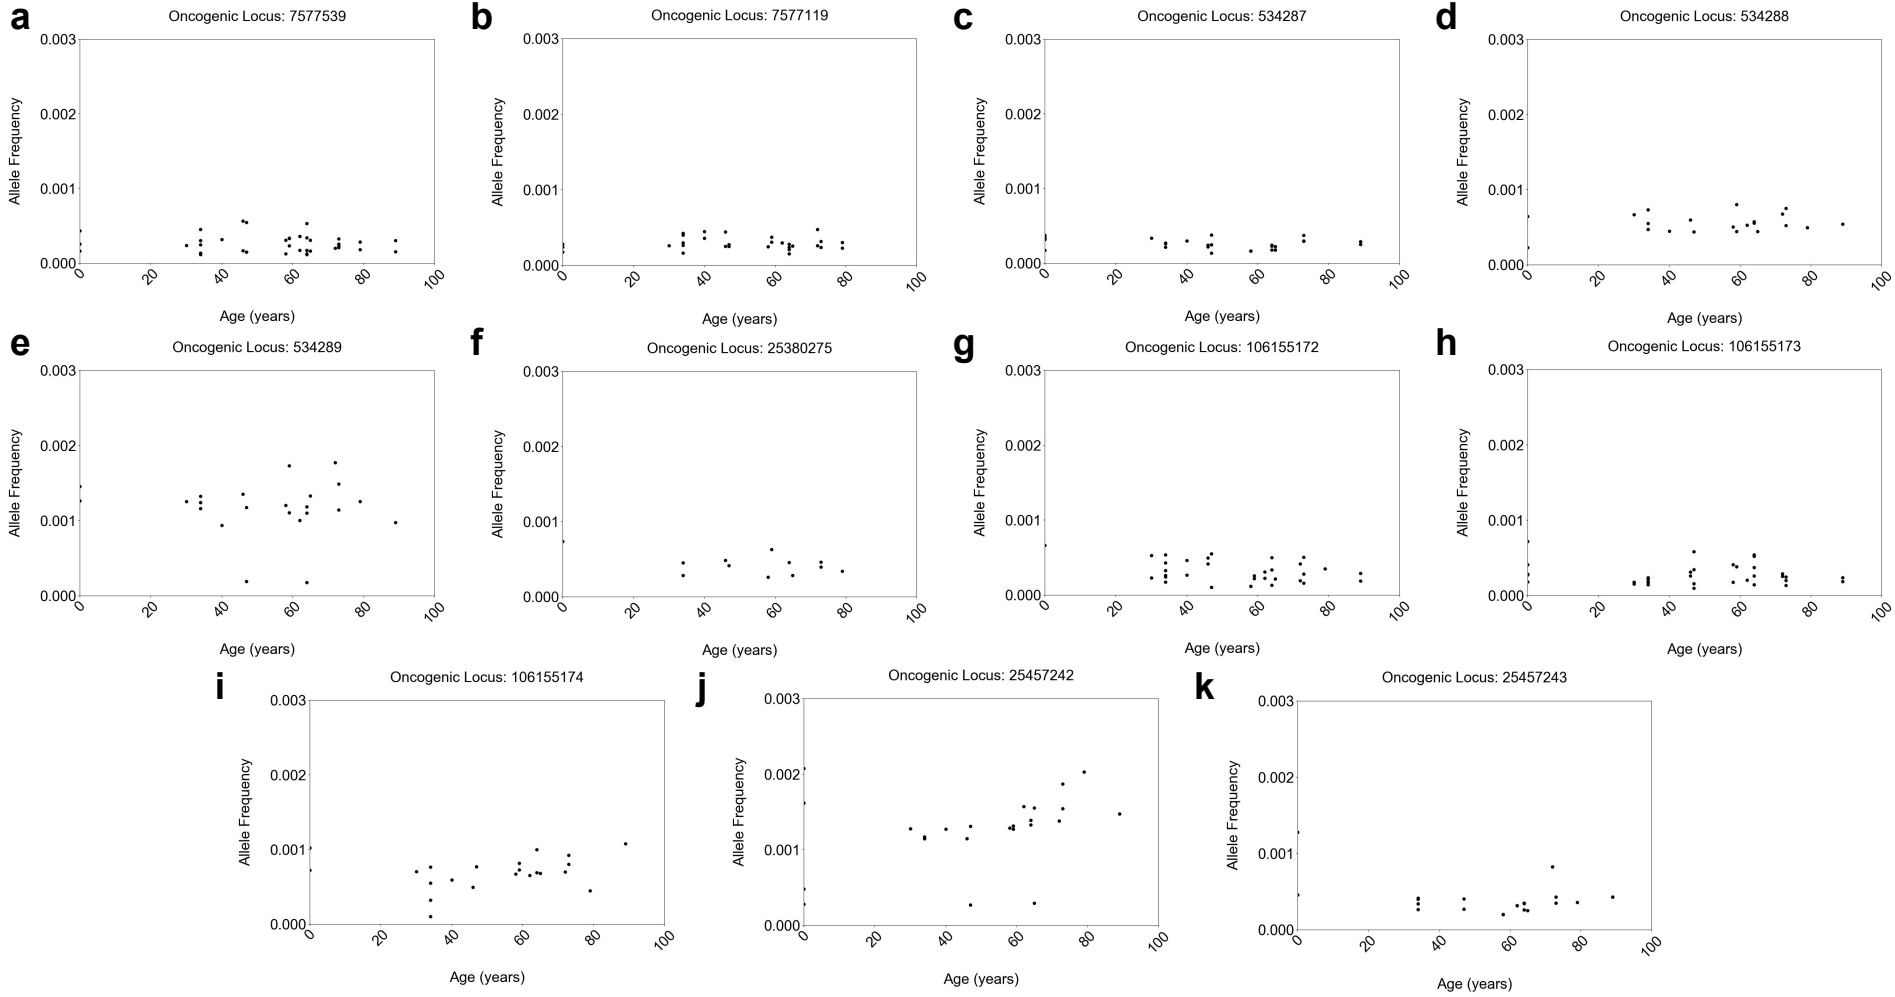 a
Oncogenic Locus: 7577539
0.003
0.002
0.001
0.000
Allele Frequency
0 20 40 60 80 100
Age (years)
b
Oncogenic Locus: 7577119
0.003
0.002
0.001
0.000
Allele Frequency
0 20 40 60 80 100
Age (years)
c
Oncogenic Locus: 534287
0.003
0.002
0.001
0.000
Allele Frequency
0 20 40 60 80 100
Age (years)
d
Oncogenic Locus: 534288
0.003
0.002
0.001
0.000
Allele Frequency
0 20 40 60 80 100
Age (years)
e
Oncogenic Locus: 534289
0.003
0.002
0.001
0.000
Allele Frequency
0 20 40 60 80 100
Age (years)
f
Oncogenic Locus: 25380275
0.003
0.002
0.001
0.000
Allele Frequency
0 20 40 60 80 100
Age (years)
g
Oncogenic Locus: 106155172
0.003
0.002
0.001
0.000
Allele Frequency
0 20 40 60 80 100
Age (years)
h
Oncogenic Locus: 106155173
0.003
0.002
0.001
0.000
Allele Frequency
0 20 40 60 80 100
Age (years)
i
Oncogenic Locus: 106155174
0.003
0.002
0.001
0.000
Allele Frequency
0 20 40 60 80 100
Age (years)
j
Oncogenic Locus: 25457242
0.003
0.002
0.001
0.000
Allele Frequency
0 20 40 60 80 100
Age (years)
k
Oncogenic Locus: 25457243
0.003
0.002
0.001
0.000
Allele Frequency
0 20 40 60 80 100
Age (years)